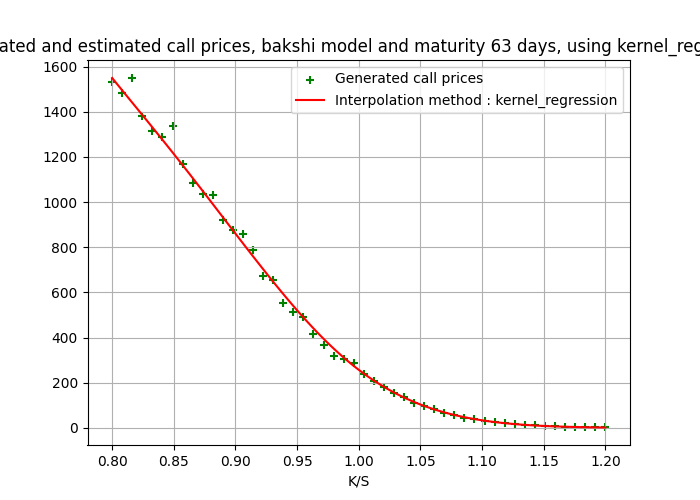 ated and estimated call prices, bakshi model and maturity 63 days, using kernel_reg
1600
1400
1200
1000
800
600
400
200
0
Generated call prices
Interpolation method : kernel_regression
0.80 0.85 0.90 0.95 1.00 1.05 1.10 1.15 1.20
K/S